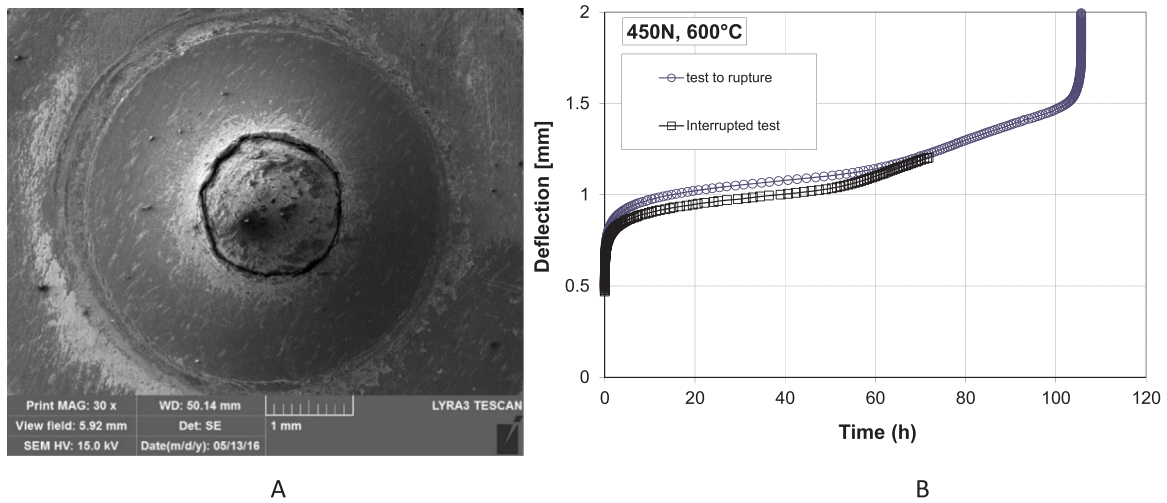 Print MAG: 30 x
WD: 50.14 mm
LYRA3 TESCAN
View field: 5.92 mm
Det: SE
1 mm
SEM HV: 15.0 kV
Date(m/d/y): 05/13/16
A
450N, 600°C
test to rupture
Interrupted test
Deflection [mm]
2
1.5
1
0.5
0
0
20
40
60
80
100
120
Time (h)
B